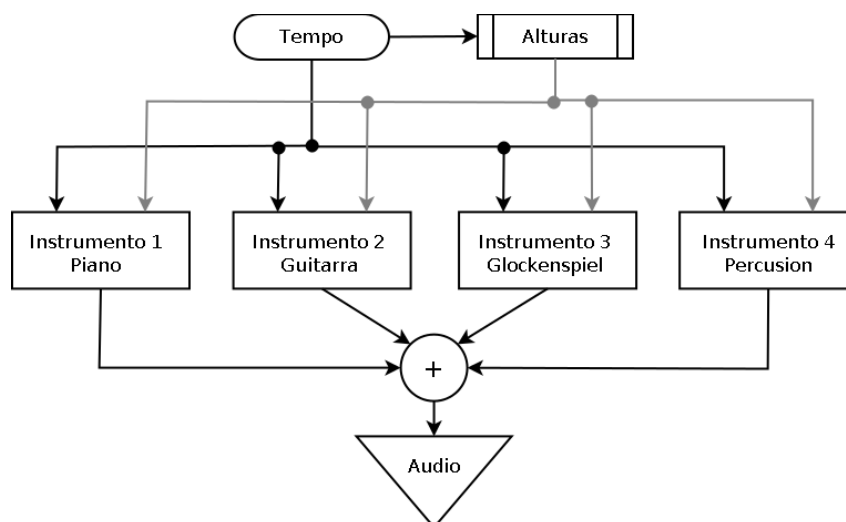 Tempo
Alturas
Instrumento 1
Piano
Instrumento 2
Guitarra
Instrumento 3
Glockenspiel
Instrumento 4
Percusion
+
Audio